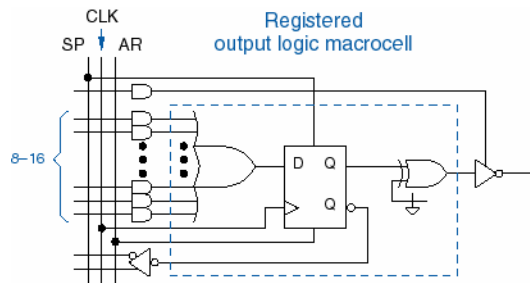 CLK
SP AR
Registered
output logic macrocell
8–16
D Q
Q